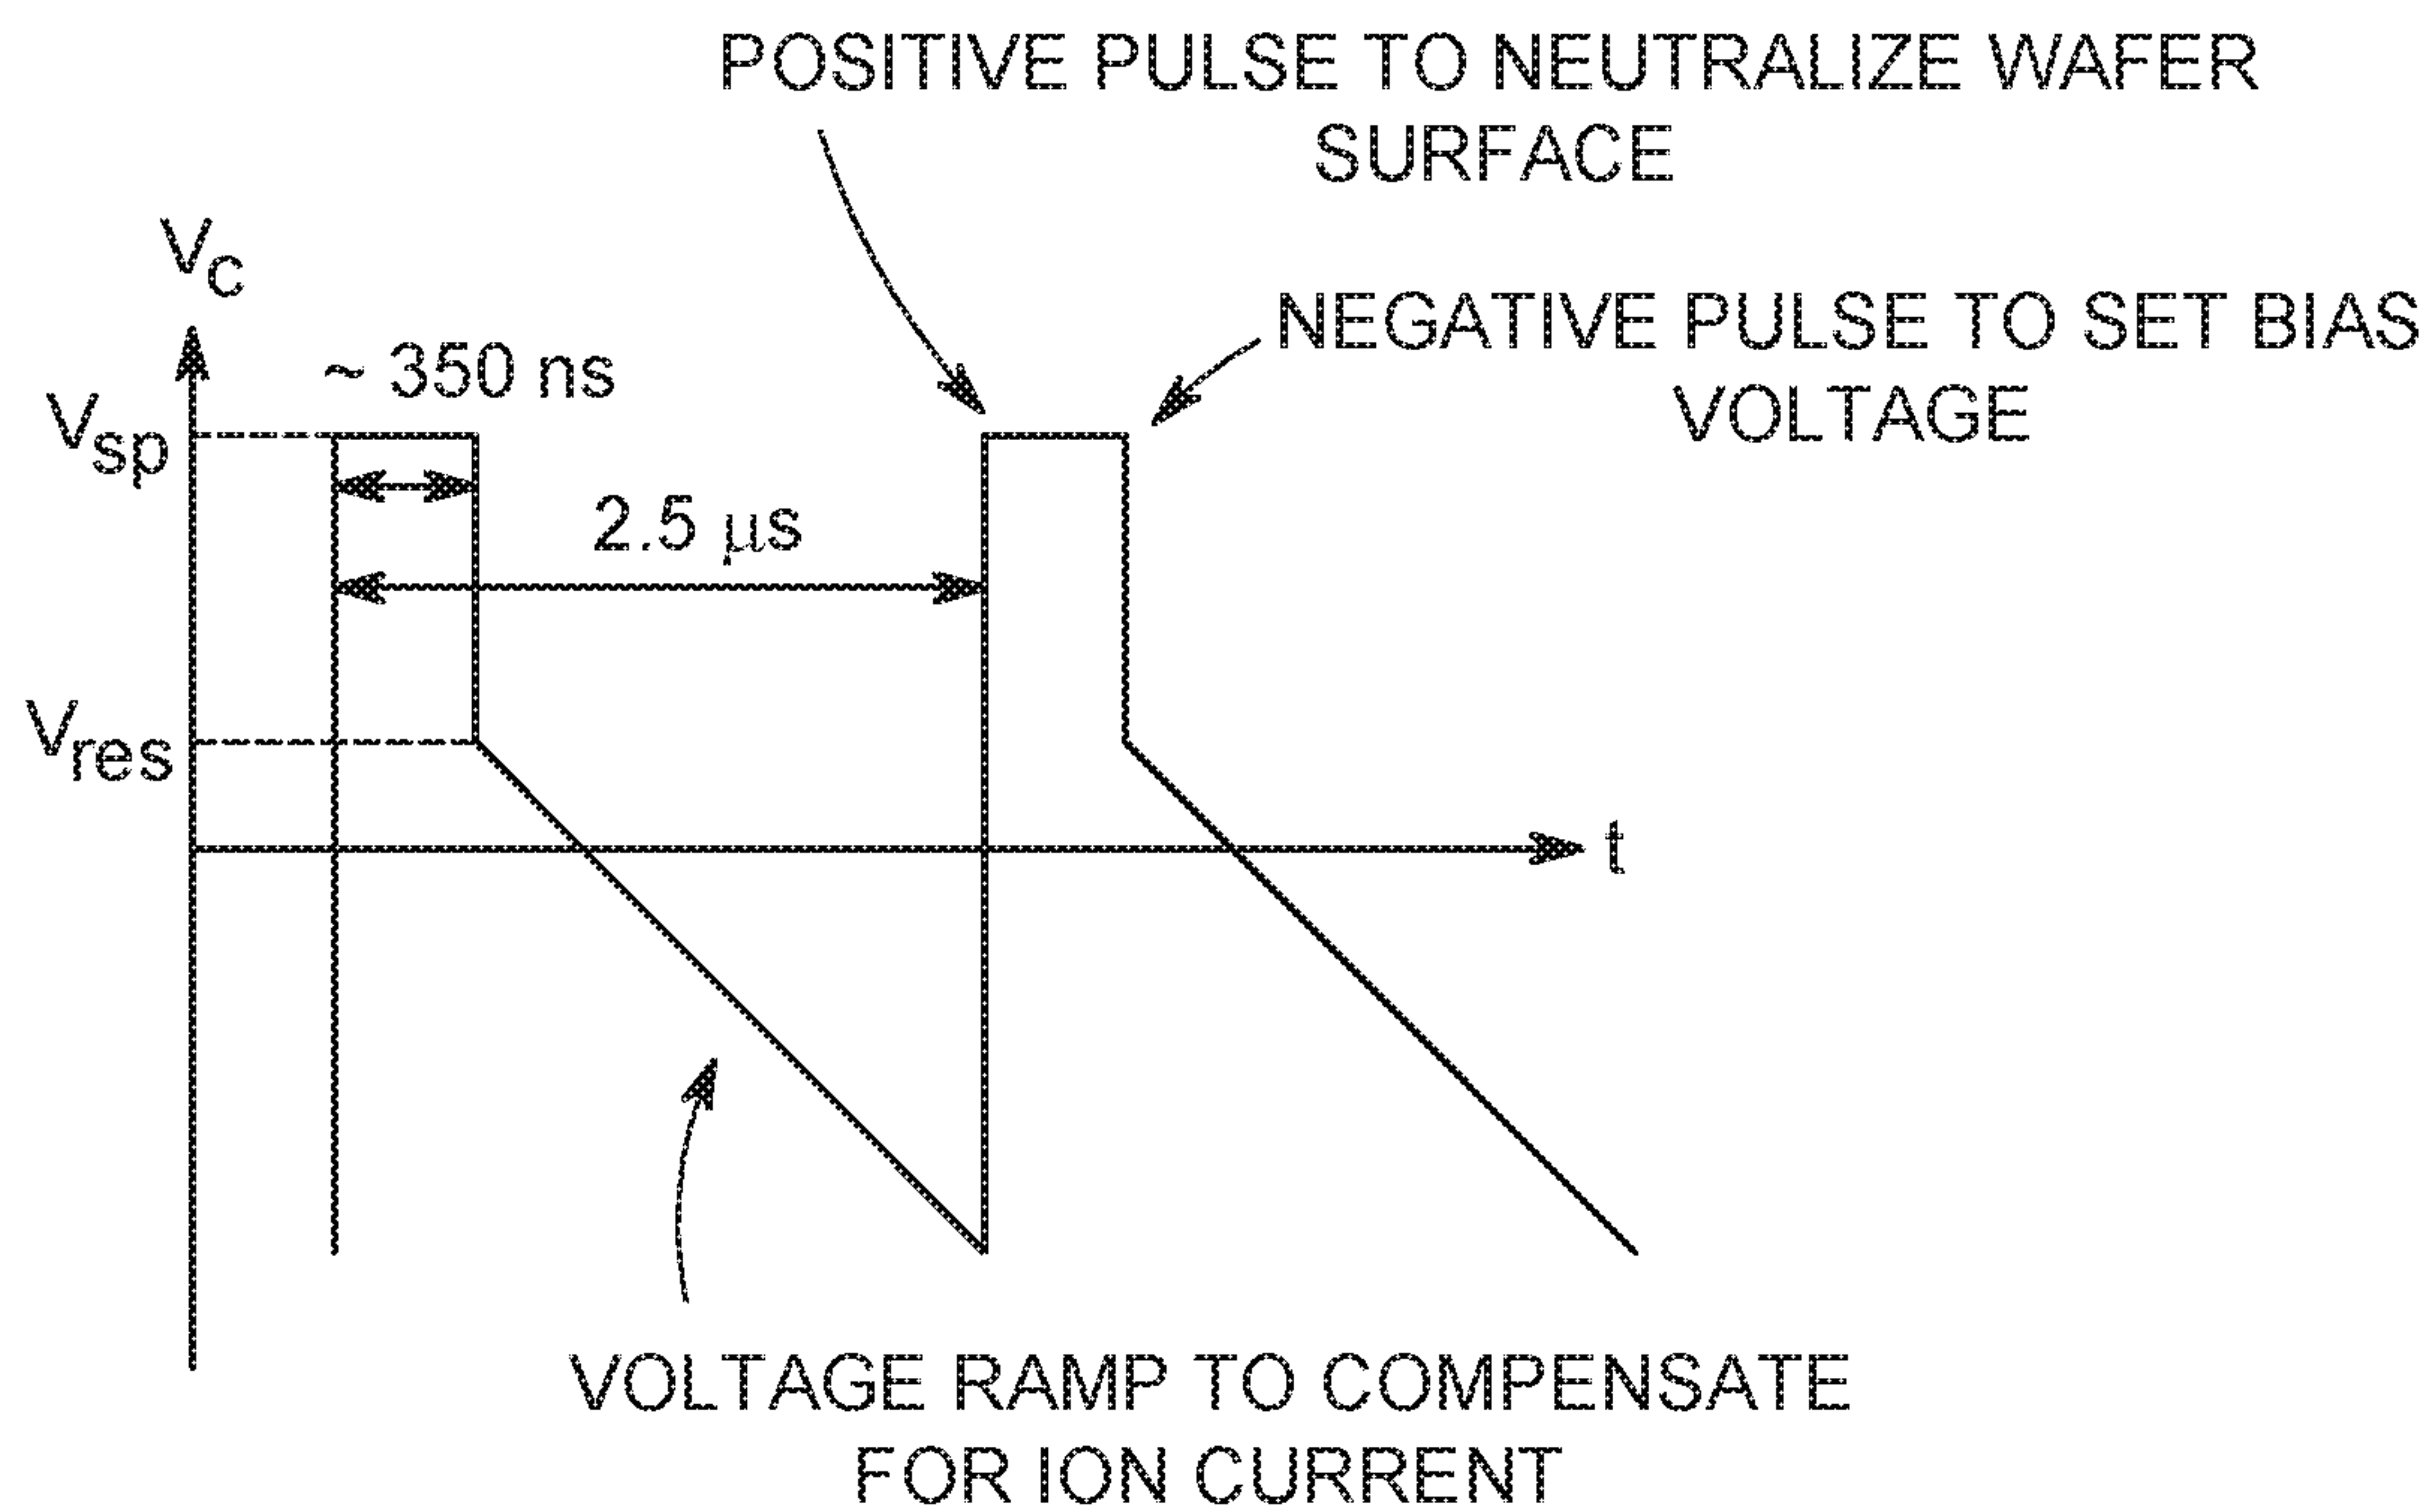 POSITIVE PULSE TO NEUTRALIZE WAFER
SURFACE
Vc
NEGATIVE PULSE TO SET BIAS
VOLTAGE
~ 350 ns
Vsp
2.5 μs
Vres
t
VOLTAGE RAMP TO COMPENSATE
FOR ION CURRENT